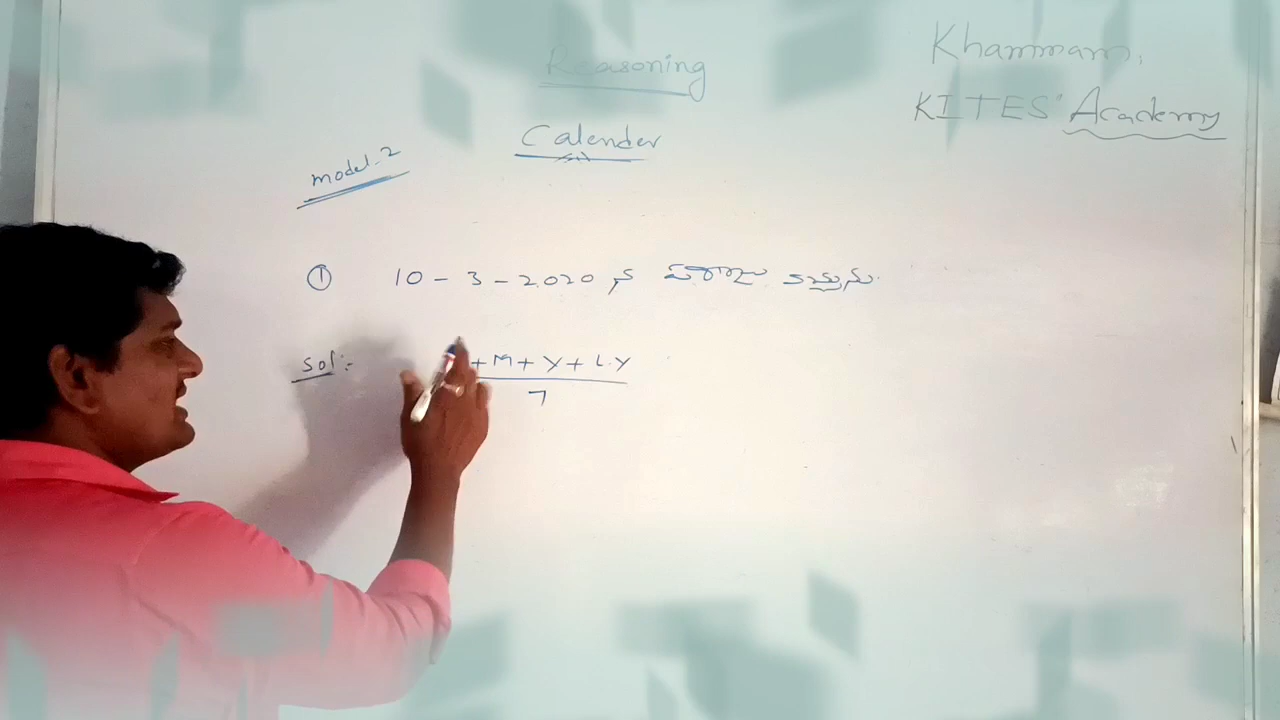 Reasoning
Khammam,
KITES' Academy
Calender
model-2
① 10 - 3 - 2020 న
Sol:- + M + Y + L.Y
7